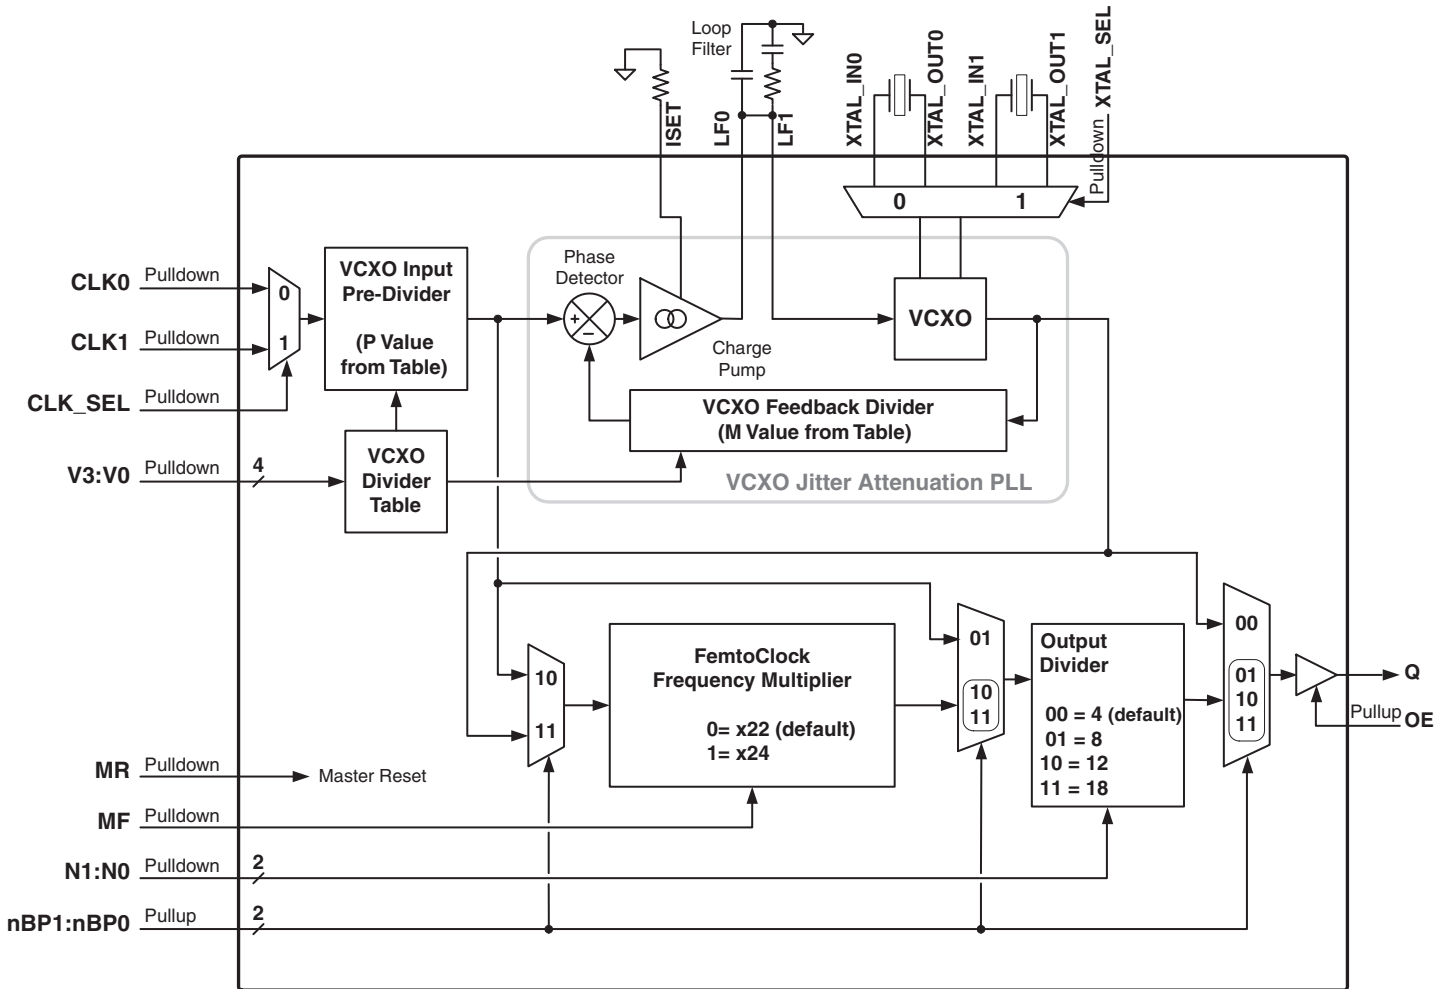 Loop
Filter
ISET
LF0
LF1
XTAL_IN0
XTAL_OUT0
XTAL_IN1
XTAL_OUT1
XTAL_SEL
Pulldown
0
1
CLK0 Pulldown
CLK1 Pulldown
CLK_SEL Pulldown
V3:V0 Pulldown 4
0
1
VCXO Input
Pre-Divider
(P Value
from Table)
VCXO
Divider
Table
Phase
Detector
+
–
Charge
Pump
VCXO
VCXO Feedback Divider
(M Value from Table)
VCXO Jitter Attenuation PLL
10
11
FemtoClock
Frequency Multiplier
0= x22 (default)
1= x24
01
10
11
Output
Divider
00 = 4 (default)
01 = 8
10 = 12
11 = 18
00
01
10
11
Q
Pullup OE
MR Pulldown Master Reset
MF Pulldown
N1:N0 Pulldown 2
nBP1:nBP0 Pullup 2